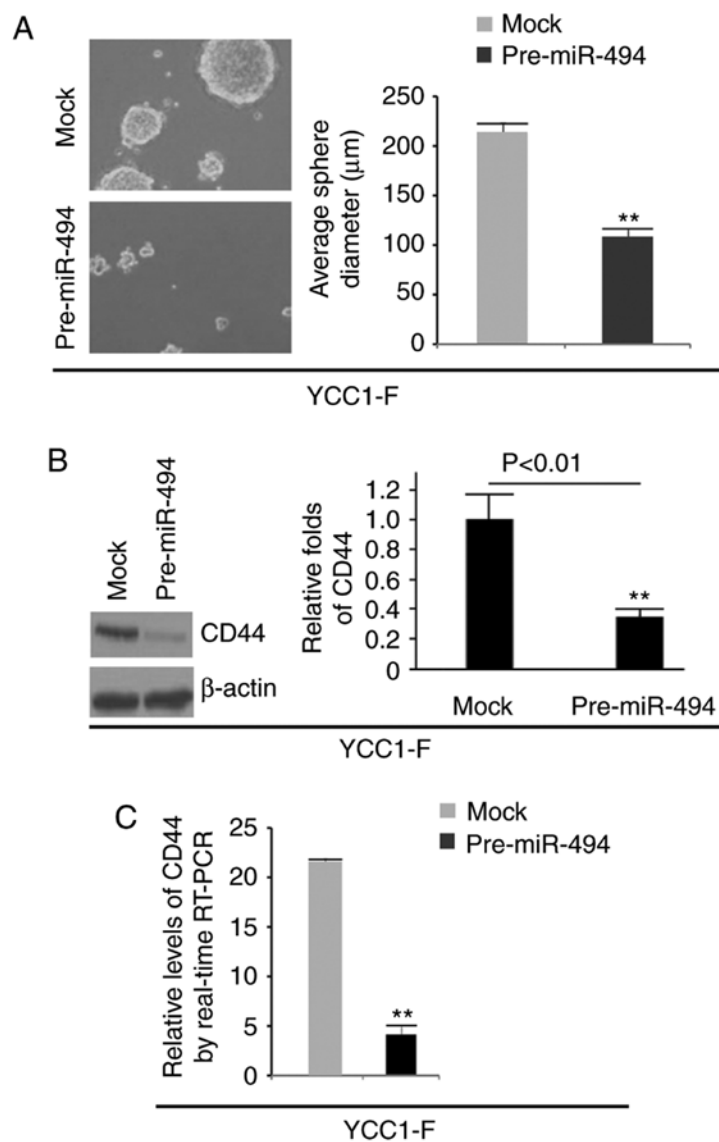 A
Mock
Pre-miR-494
Mock
Pre-miR-494
Average sphere
diameter (μm)
250
200
150
100
50
0
**
YCC1-F
B
Mock
Pre-miR-494
CD44
β-actin
Relative folds
of CD44
P<0.01
1.2
1.0
0.8
0.6
0.4
0.2
0
**
Mock
Pre-miR-494
YCC1-F
C
Mock
Pre-miR-494
Relative levels of CD44
by real-time RT-PCR
25
20
15
10
5
0
**
YCC1-F